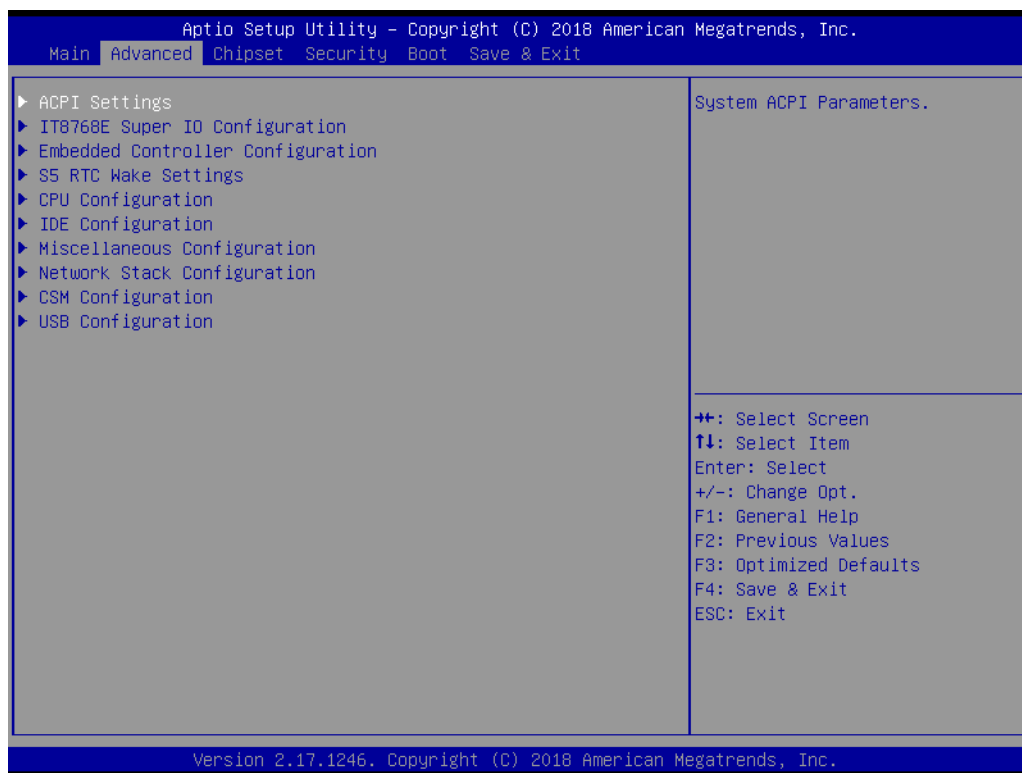 Aptio Setup Utility – Copyright (C) 2018 American Megatrends, Inc.
Main Advanced Chipset Security Boot Save & Exit
▶ ACPI Settings
▶ IT8768E Super IO Configuration
▶ Embedded Controller Configuration
▶ S5 RTC Wake Settings
▶ CPU Configuration
▶ IDE Configuration
▶ Miscellaneous Configuration
▶ Network Stack Configuration
▶ CSM Configuration
▶ USB Configuration
System ACPI Parameters.
→←: Select Screen
↑↓: Select Item
Enter: Select
+/-: Change Opt.
F1: General Help
F2: Previous Values
F3: Optimized Defaults
F4: Save & Exit
ESC: Exit
Version 2.17.1246. Copyright (C) 2018 American Megatrends, Inc.